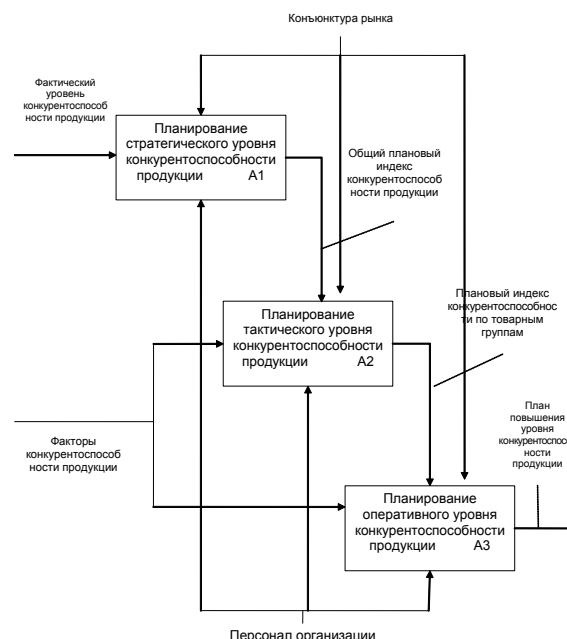 Конъюнктура рынка
Фактический
уровень
конкурентоспособ
ности продукции
Планирование
стратегического уровня
конкурентоспособности
продукции А1
Общий плановый
индекс
конкурентоспособ
ности продукции
Планирование
тактического уровня
конкурентоспособности
продукции А2
Плановый индекс
конкурентоспособнос
ти по товарным
группам
План
повышения
уровня
конкурентоспосо
ности
продукции
Факторы
конкурентоспособ
ности продукции
Планирование
оперативного уровня
конкурентоспособности
продукции А3
Персонал организации